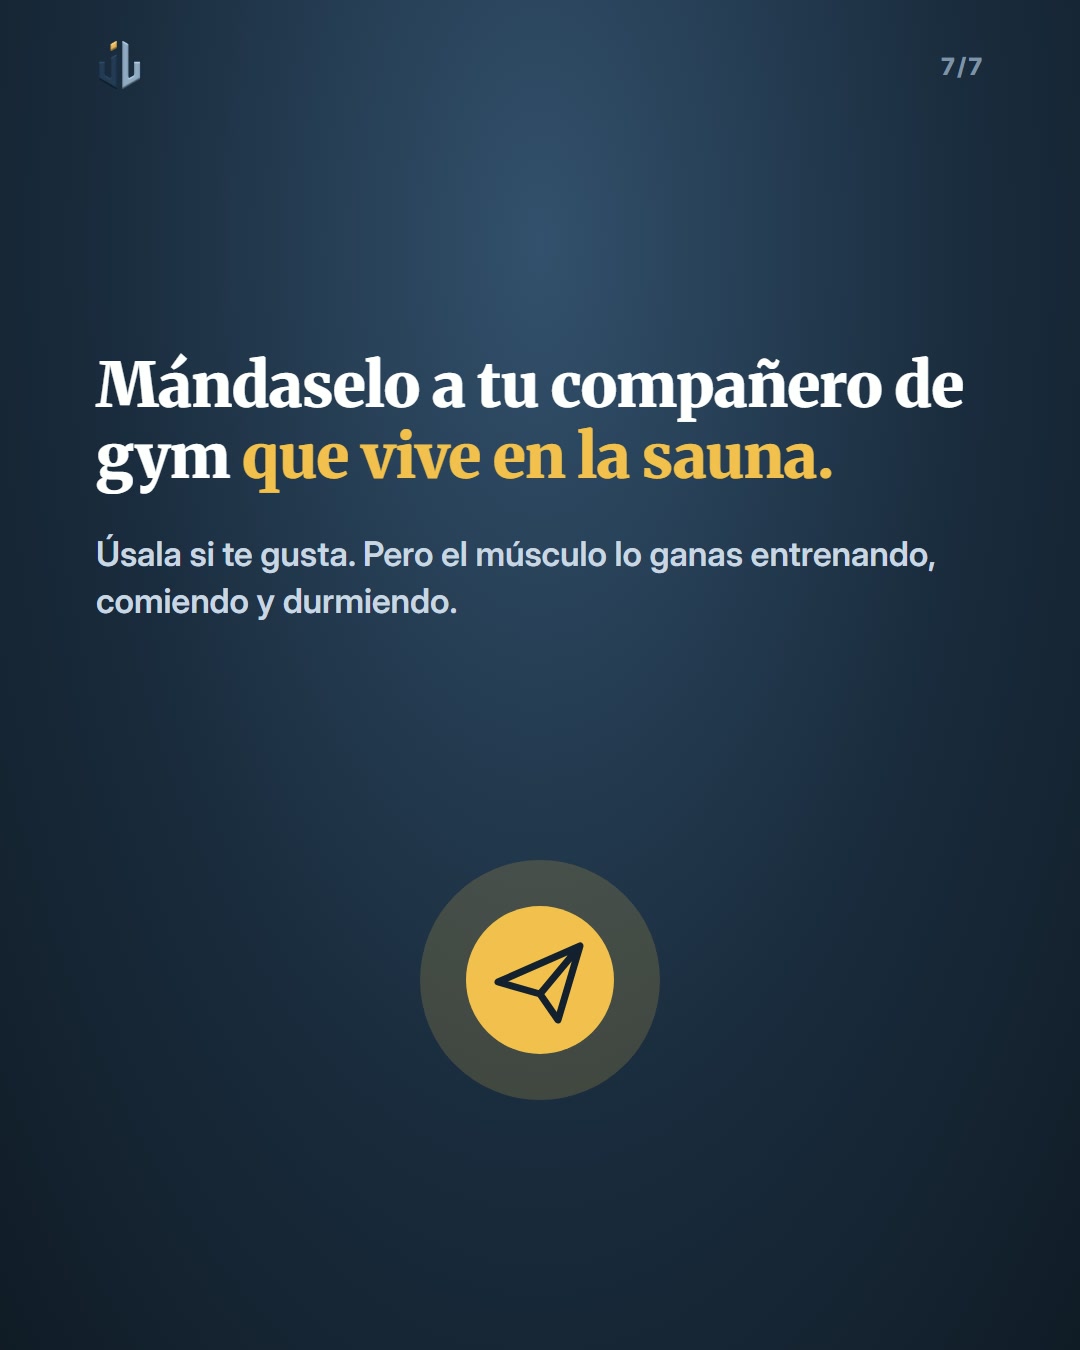 7/7
Mándaselo a tu compañero de
gym que vive en la sauna.
Úsala si te gusta. Pero el músculo lo ganas entrenando,
comiendo y durmiendo.